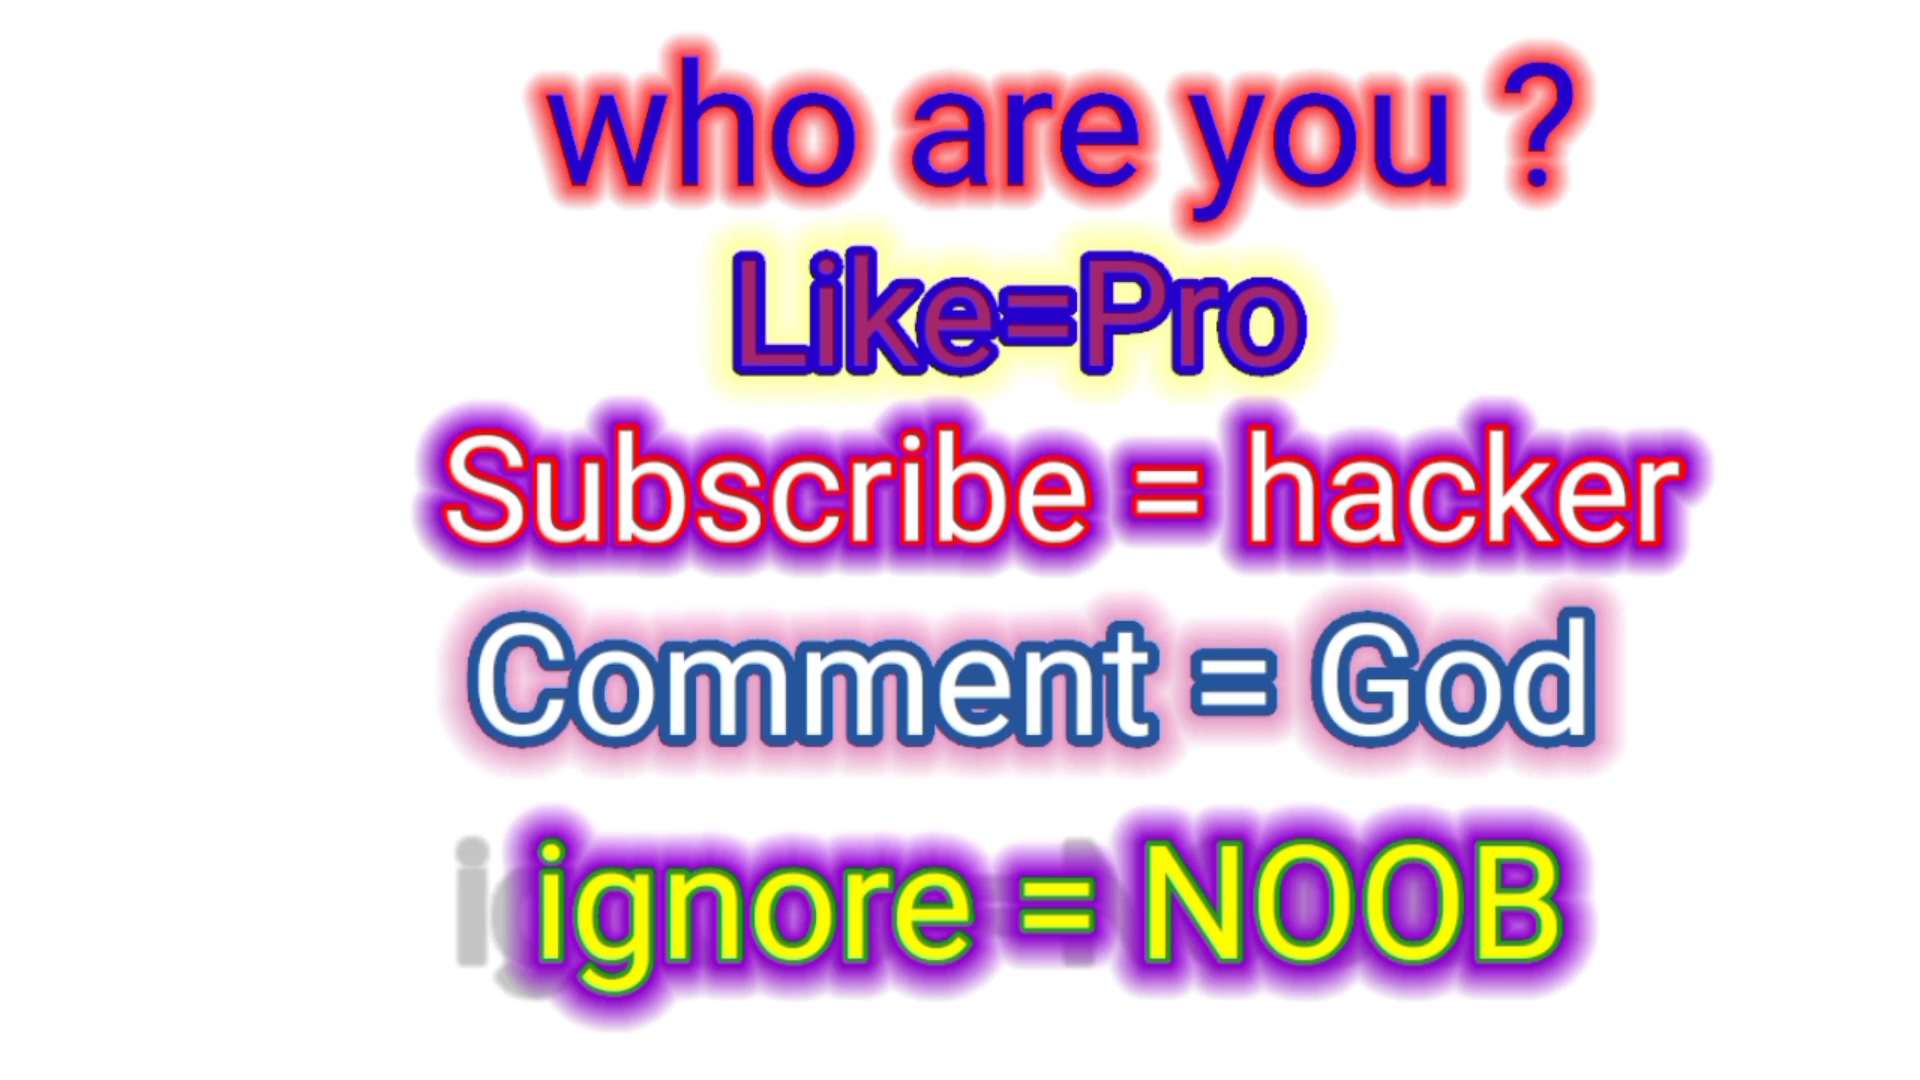 who are you ?
Like=Pro
Subscribe = hacker
Comment = God
ignore = NOOB